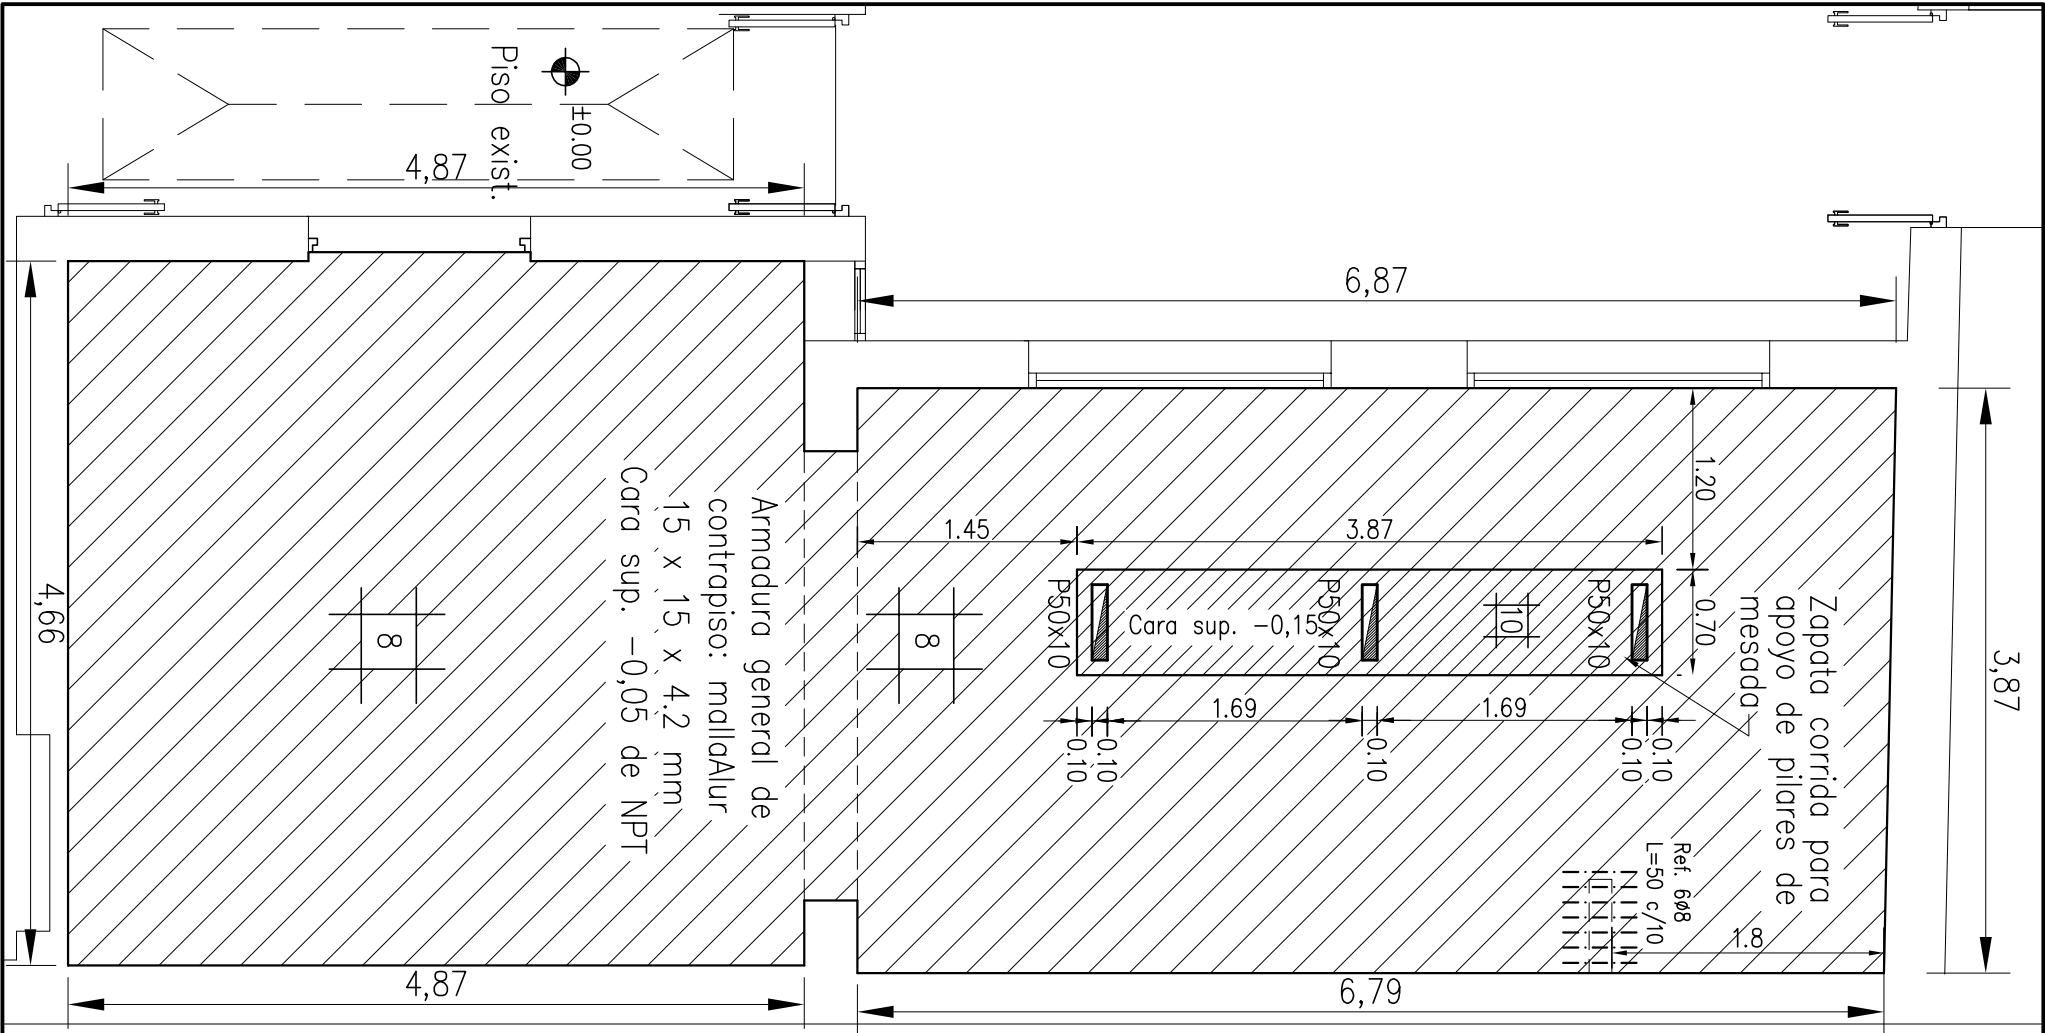 Piso exist.
±0.00
4,87
6,87
4,66
3,87
1.20
0.70
1.45
3.87
Zapata corrida para
apoyo de pilares de
mesada
P50x10
P50x10
P50x10
Cara sup. -0,15
10
8
8
Armadura general de
contrapiso: mallaAlur
15 x 15 x 4.2 mm
Cara sup. -0,05 de NPT
1.69
1.69
0.10
0.10
0.10
0.10
0.10
Ref. 6ø8
L=50 c/10
1.8
4,87
6,79